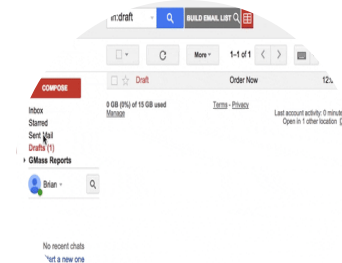 in:draft
BUILD EMAIL LIST
More
1–1 of 1
Draft
Order Now
COMPOSE
0 GB (0%) of 15 GB used
Manage
Terms - Privacy
Last account activity: 0 minute
Open in 1 other location
Inbox
Starred
Sent Mail
Drafts (1)
GMass Reports
Brian
No recent chats
Start a new one